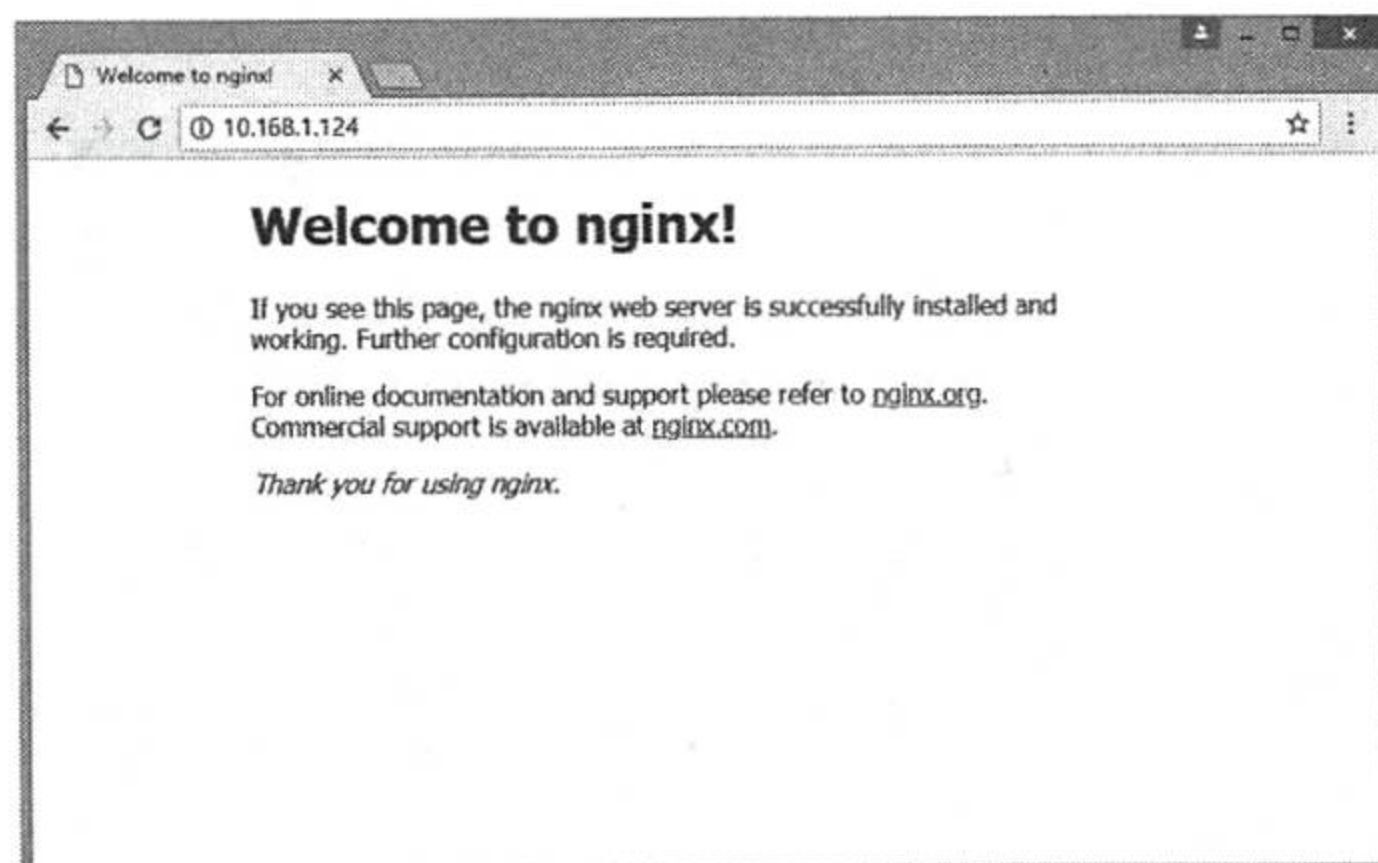 Welcome to nginx!
10.168.1.124
Welcome to nginx!
If you see this page, the nginx web server is successfully installed and
working. Further configuration is required.
For online documentation and support please refer to nginx.org.
Commercial support is available at nginx.com.
Thank you for using nginx.